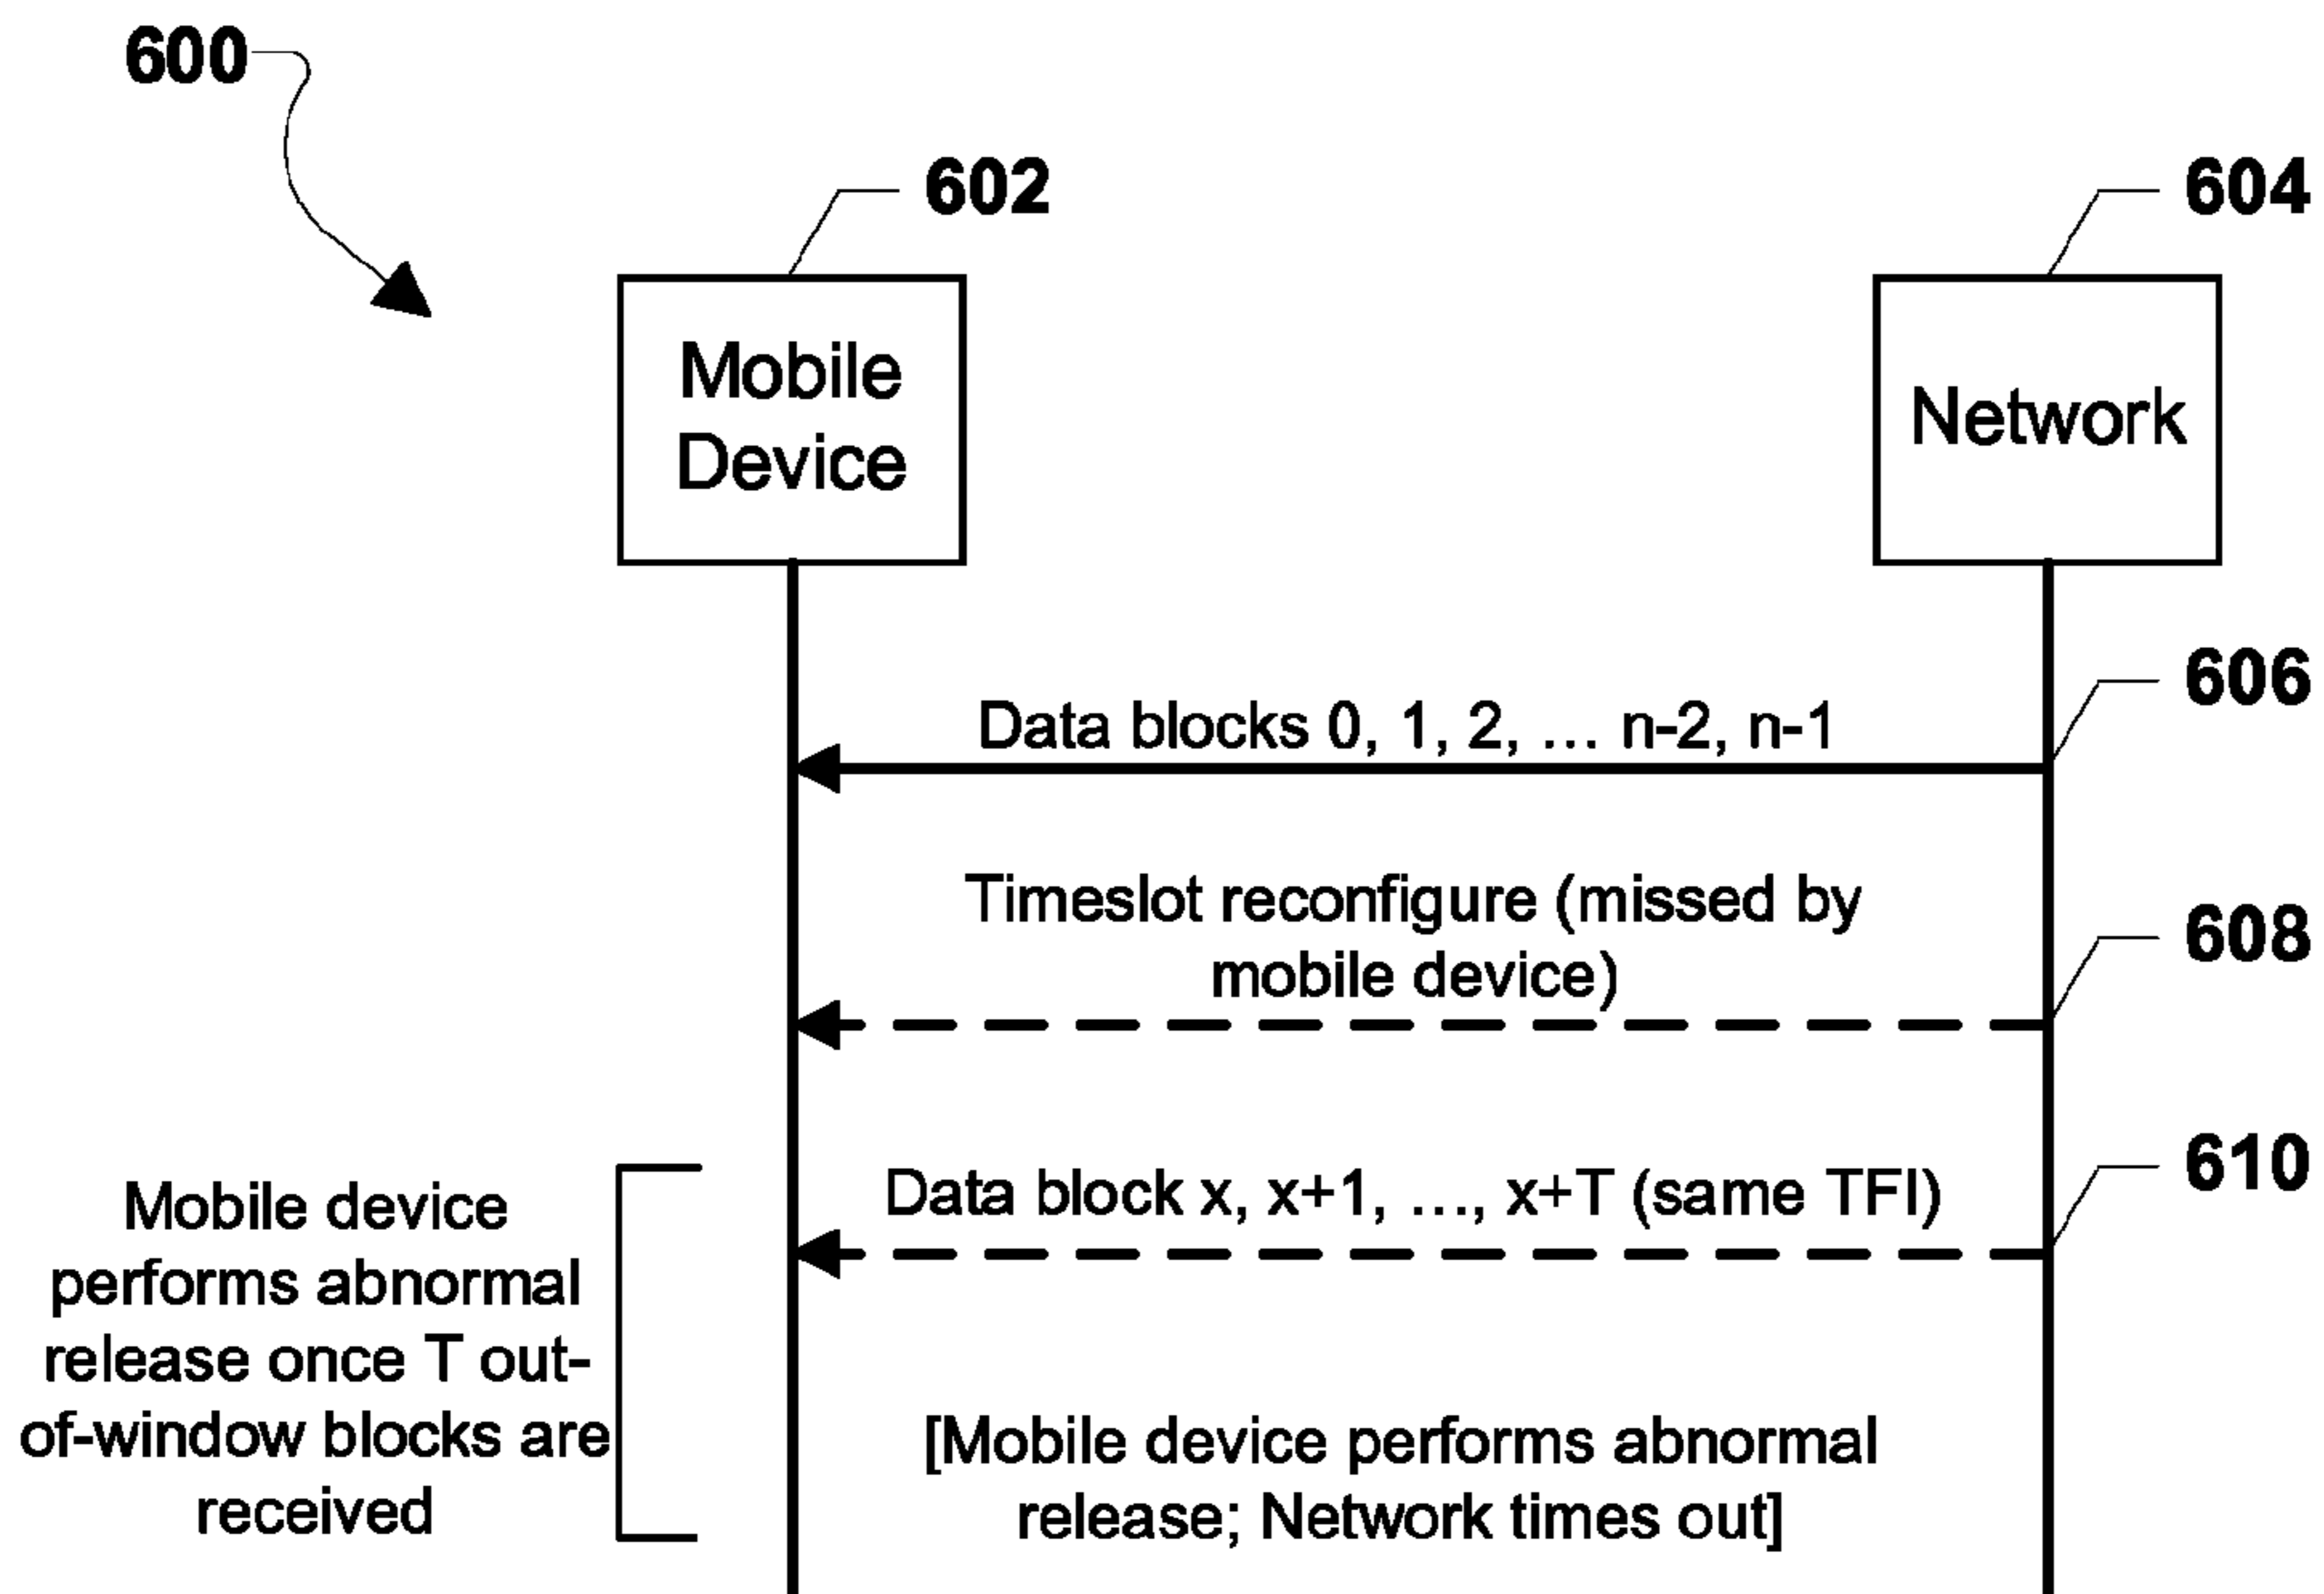 600
602
604
Mobile
Device
Network
606
Data blocks 0, 1, 2, ... n-2, n-1
Timeslot reconfigure (missed by
mobile device)
608
610
Data block x, x+1, ..., x+T (same TFI)
Mobile device
performs abnormal
release once T out-
of-window blocks are
received
[Mobile device performs abnormal
release; Network times out]